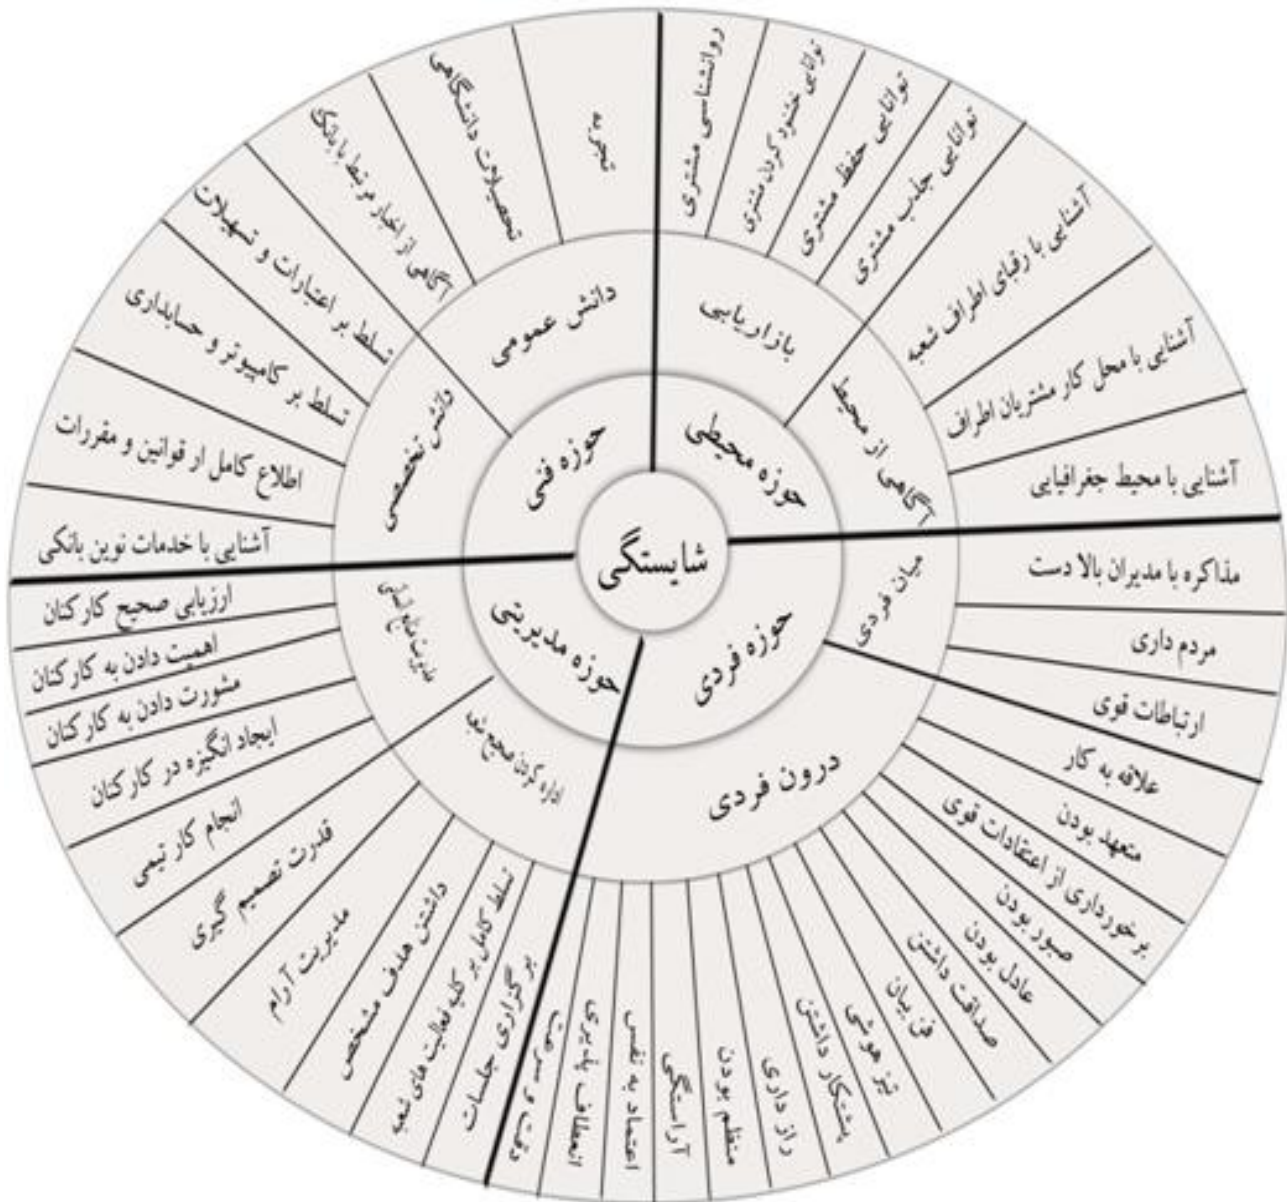 شایستگی
حوزه محیطی
بازاریابی
روانشناسی مشتری
توانایی خشنود کردن مشتری
توانایی حفظ مشتری
توانایی جذب مشتری
آگاهی از محیط
آشنایی با رقبای اطراف شعبه
آشنایی با محل کار مشتریان اطراف
آشنایی با محیط جغرافیایی
حوزه فردی
میان فردی
مذاکره با مدیران بالا دست
مردم داری
ارتباطات قوی
درون فردی
علاقه به کار
متعهد بودن
برخورداری از اعتقادات قوی
صبور بودن
عادل بودن
صداقت داشتن
فن بیان
تیز هوشی
پشتکار داشتن
راز داری
منظم بودن
آراستگی
اعتماد به نفس
انعطاف پذیری
دقت و سرعت
حوزه مدیریتی
اداره کردن صحیح شعبه
برگزاری جلسات
تسلط کامل بر کلیه فعالیت های شعبه
داشتن هدف مشخص
مدیریت آرام
قدرت تصمیم گیری
مدیریت منابع انسانی
انجام کار تیمی
ایجاد انگیزه در کارکنان
مشورت دادن به کارکنان
اهمیت دادن به کارکنان
ارزیابی صحیح کارکنان
حوزه فنی
دانش تخصصی
آشنایی با خدمات نوین بانکی
اطلاع کامل از قوانین و مقررات
تسلط بر کامپیوتر و حسابداری
تسلط بر اعتبارات و تسهیلات
دانش عمومی
آگاهی از اخبار مرتبط با بانک
تحصیلات دانشگاهی
تجربه